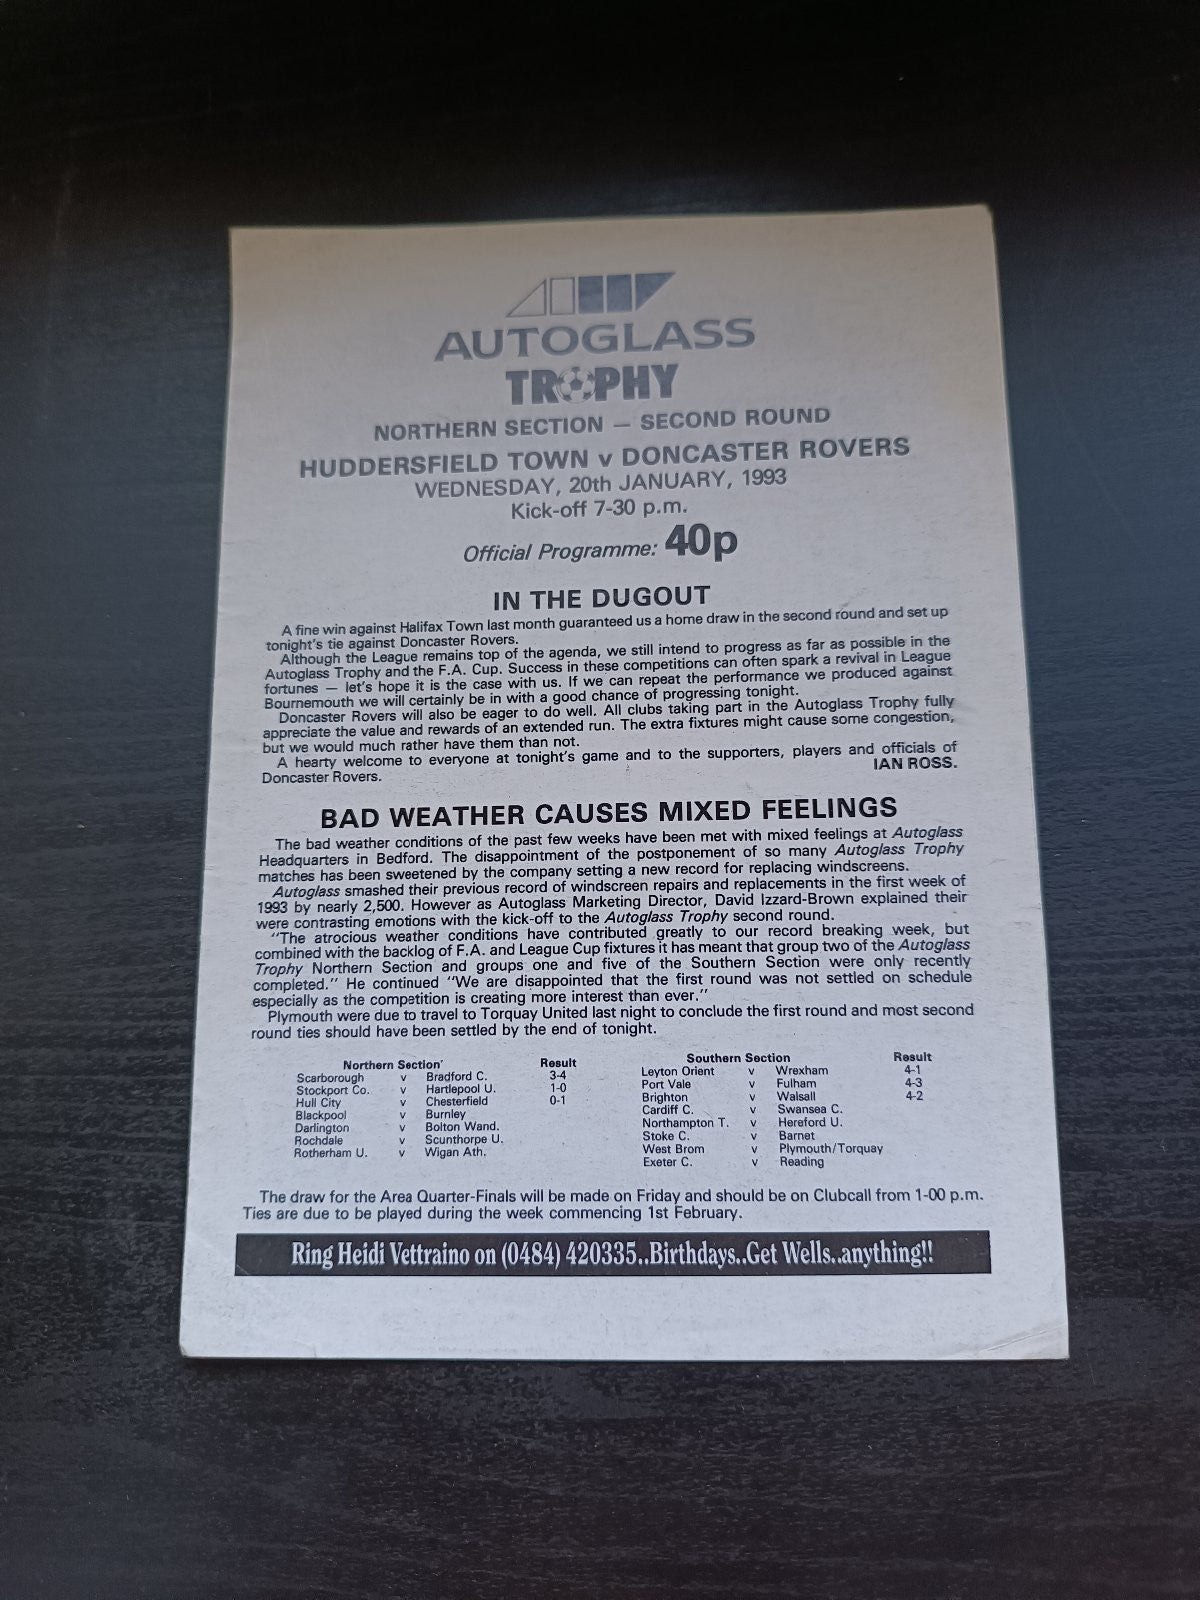 AUTOGLASS
TROPHY
NORTHERN SECTION — SECOND ROUND
HUDDERSFIELD TOWN v DONCASTER ROVERS
WEDNESDAY, 20th JANUARY, 1993
Kick-off 7-30 p.m.
Official Programme: 40p
IN THE DUGOUT
A fine win against Halifax Town last month guaranteed us a home draw in the second round and set up
tonight's tie against Doncaster Rovers.
Although the League remains top of the agenda, we still intend to progress as far as possible in the
Autoglass Trophy and the F.A. Cup. Success in these competitions can often spark a revival in League
fortunes — let's hope it is the case with us. If we can repeat the performance we produced against
Bournemouth we will certainly be in with a good chance of progressing tonight.
Doncaster Rovers will also be eager to do well. All clubs taking part in the Autoglass Trophy fully
appreciate the value and rewards of an extended run. The extra fixtures might cause some congestion,
but we would much rather have them than not.
A hearty welcome to everyone at tonight's game and to the supporters, players and officials of
Doncaster Rovers. IAN ROSS.
BAD WEATHER CAUSES MIXED FEELINGS
The bad weather conditions of the past few weeks have been met with mixed feelings at Autoglass
Headquarters in Bedford. The disappointment of the postponement of so many Autoglass Trophy
matches has been sweetened by the company setting a new record for replacing windscreens.
Autoglass smashed their previous record of windscreen repairs and replacements in the first week of
1993 by nearly 2,500. However as Autoglass Marketing Director, David Izzard-Brown explained their
were contrasting emotions with the kick-off to the Autoglass Trophy second round.
"The atrocious weather conditions have contributed greatly to our record breaking week, but
combined with the backlog of F.A. and League Cup fixtures it has meant that group two of the Autoglass
Trophy Northern Section and groups one and five of the Southern Section were only recently
completed." He continued "We are disappointed that the first round was not settled on schedule
especially as the competition is creating more interest than ever."
Plymouth were due to travel to Torquay United last night to conclude the first round and most second
round ties should have been settled by the end of tonight.
Northern Section' Result
Scarborough v Bradford C. 3-4
Stockport Co. v Hartlepool U. 1-0
Hull City v Chesterfield 0-1
Blackpool v Burnley
Darlington v Bolton Wand.
Rochdale v Scunthorpe U.
Rotherham U. v Wigan Ath.
Southern Section Result
Leyton Orient v Wrexham 4-1
Port Vale v Fulham 4-3
Brighton v Walsall 4-2
Cardiff C. v Swansea C.
Northampton T. v Hereford U.
Stoke C. v Barnet
West Brom v Plymouth/Torquay
Exeter C. v Reading
The draw for the Area Quarter-Finals will be made on Friday and should be on Clubcall from 1-00 p.m.
Ties are due to be played during the week commencing 1st February.
Ring Heidi Vettraino on (0484) 420335..Birthdays..Get Wells..anything!!